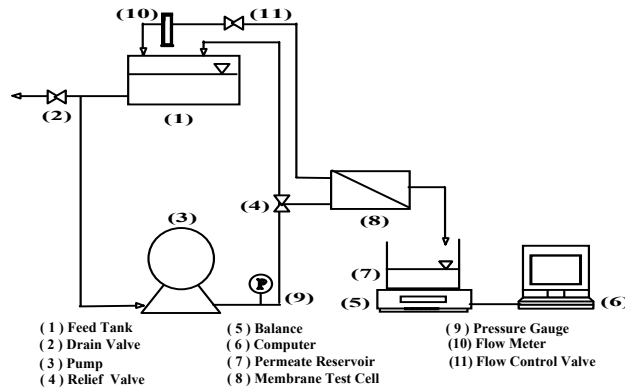 (10)
(11)
(2)
(1)
(3)
(4)
(8)
P
(7)
(9)
(5)
(6)
( 1 ) Feed Tank
( 2 ) Drain Valve
( 3 ) Pump
( 4 ) Relief Valve
( 5 ) Balance
( 6 ) Computer
( 7 ) Permeate Reservoir
( 8 ) Membrane Test Cell
( 9 ) Pressure Gauge
(10) Flow Meter
(11) Flow Control Valve